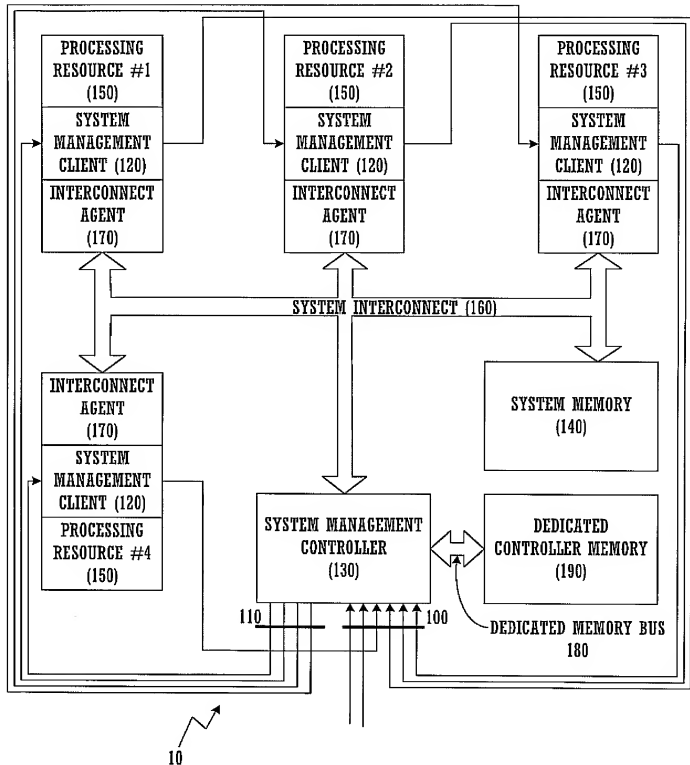 PROCESSING
RESOURCE #1
(150)
SYSTEM
MANAGEMENT
CLIENT (120)
INTERCONNECT
AGENT
(170)
PROCESSING
RESOURCE #2
(150)
SYSTEM
MANAGEMENT
CLIENT (120)
INTERCONNECT
AGENT
(170)
PROCESSING
RESOURCE #3
(150)
SYSTEM
MANAGEMENT
CLIENT (120)
INTERCONNECT
AGENT
(170)
SYSTEM INTERCONNECT (160)
INTERCONNECT
AGENT
(170)
SYSTEM
MANAGEMENT
CLIENT (120)
PROCESSING
RESOURCE #4
(150)
SYSTEM MEMORY
(140)
SYSTEM MANAGEMENT
CONTROLLER
(130)
DEDICATED
CONTROLLER MEMORY
(190)
110
100
DEDICATED MEMORY BUS
180
10